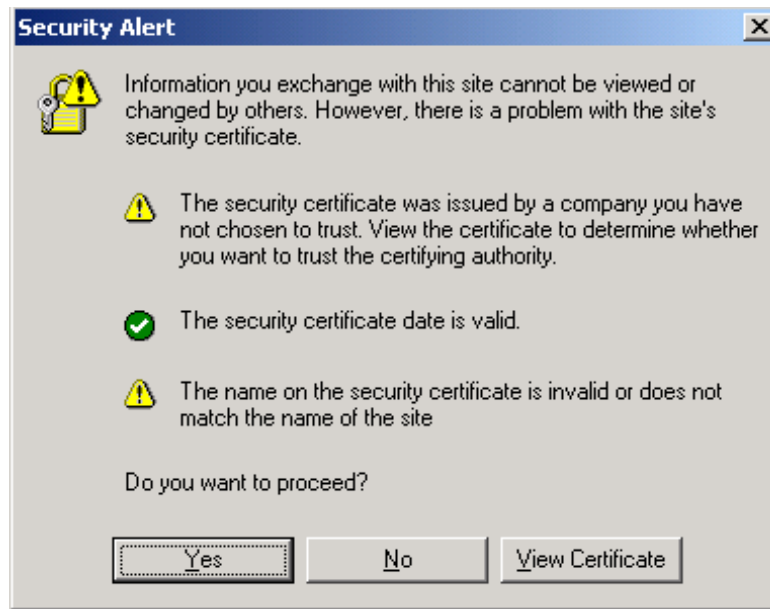 Security Alert
Information you exchange with this site cannot be viewed or
changed by others. However, there is a problem with the site's
security certificate.
The security certificate was issued by a company you have
not chosen to trust. View the certificate to determine whether
you want to trust the certifying authority.
The security certificate date is valid.
The name on the security certificate is invalid or does not
match the name of the site
Do you want to proceed?
Yes No View Certificate